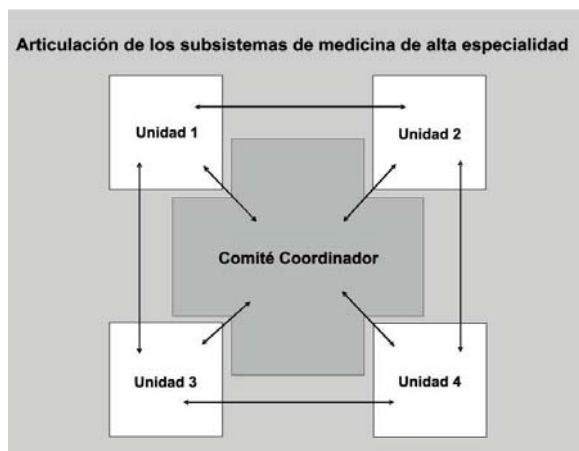 Articulación de los subsistemas de medicina de alta especialidad
Unidad 1
Unidad 2
Comité Coordinador
Unidad 3
Unidad 4